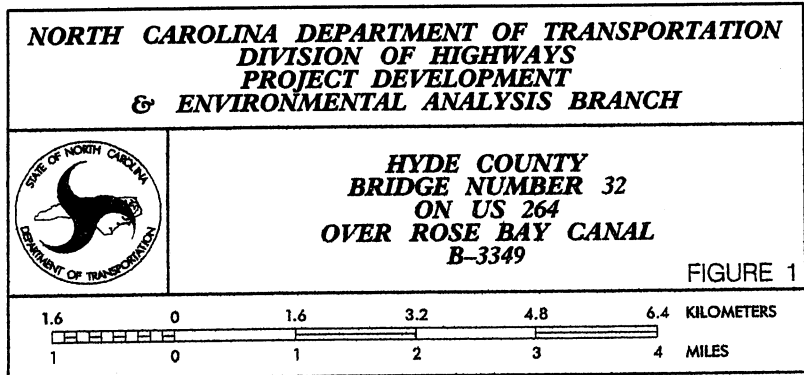 NORTH CAROLINA DEPARTMENT OF TRANSPORTATION
DIVISION OF HIGHWAYS
PROJECT DEVELOPMENT
& ENVIRONMENTAL ANALYSIS BRANCH
STATE OF NORTH CAROLINA
DEPARTMENT OF TRANSPORTATION
HYDE COUNTY
BRIDGE NUMBER 32
ON US 264
OVER ROSE BAY CANAL
B-3349
FIGURE 1
1.6 0 1.6 3.2 4.8 6.4 KILOMETERS
1 0 1 2 3 4 MILES